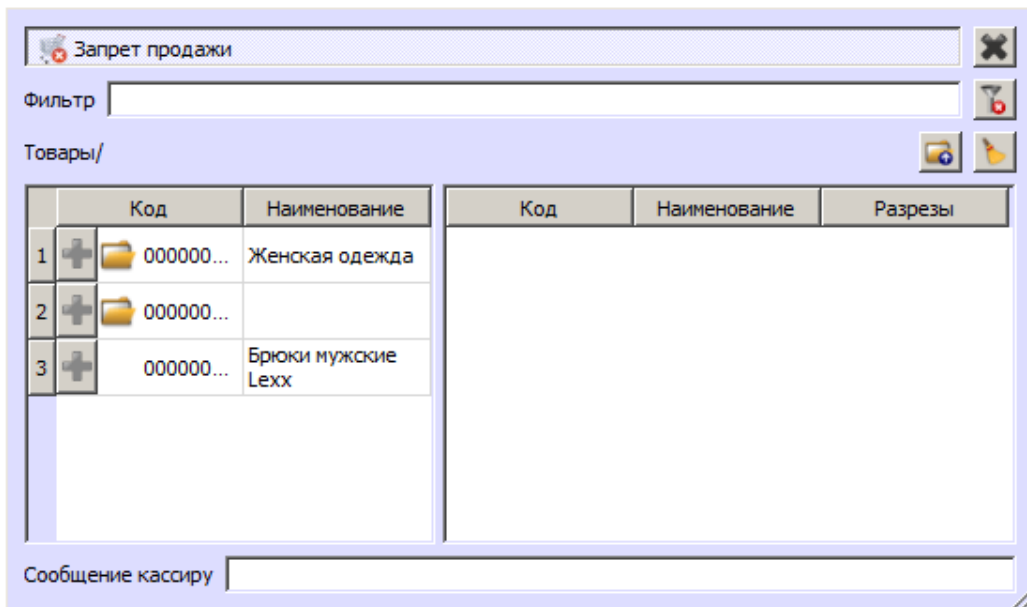 Запрет продажи
Фильтр
Товары/
Код Наименование Код Наименование Разрезы
1 000000... Женская одежда
2 000000...
3 000000... Брюки мужские
Lexx
Сообщение кассиру